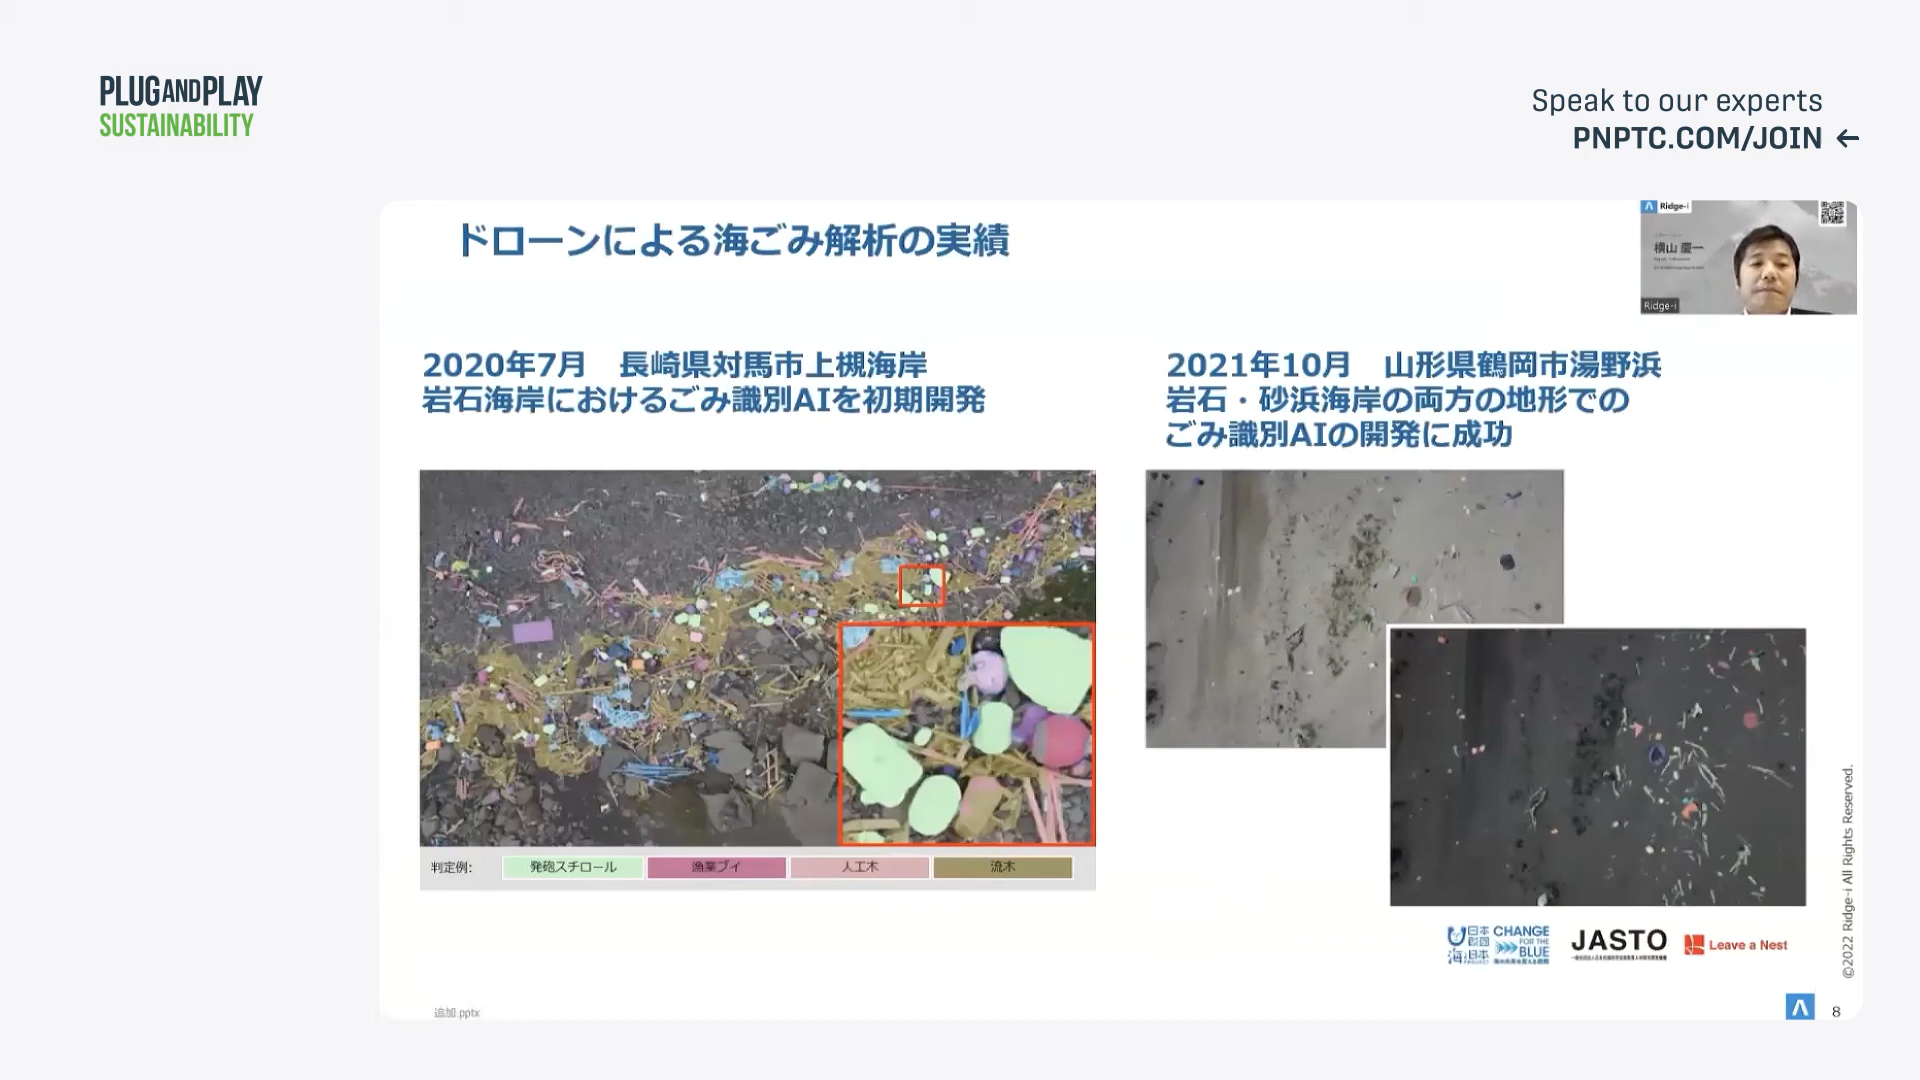 PLUGANDPLAY
SUSTAINABILITY
Speak to our experts
PNPTC.COM/JOIN ←
ドローンによる海ごみ解析の実績
Ridge-i
横山 慶一
Ridge-i
2020年7月　長崎県対馬市上槻海岸
岩石海岸におけるごみ識別AIを初期開発
2021年10月　山形県鶴岡市湯野浜
岩石・砂浜海岸の両方の地形での
ごみ識別AIの開発に成功
判定例:
発砲スチロール
漁業ブイ
人工木
流木
CHANGE
FOR THE
BLUE
JASTO
Leave a Nest
©2022 Ridge-i All Rights Reserved.
追加.pptx
8